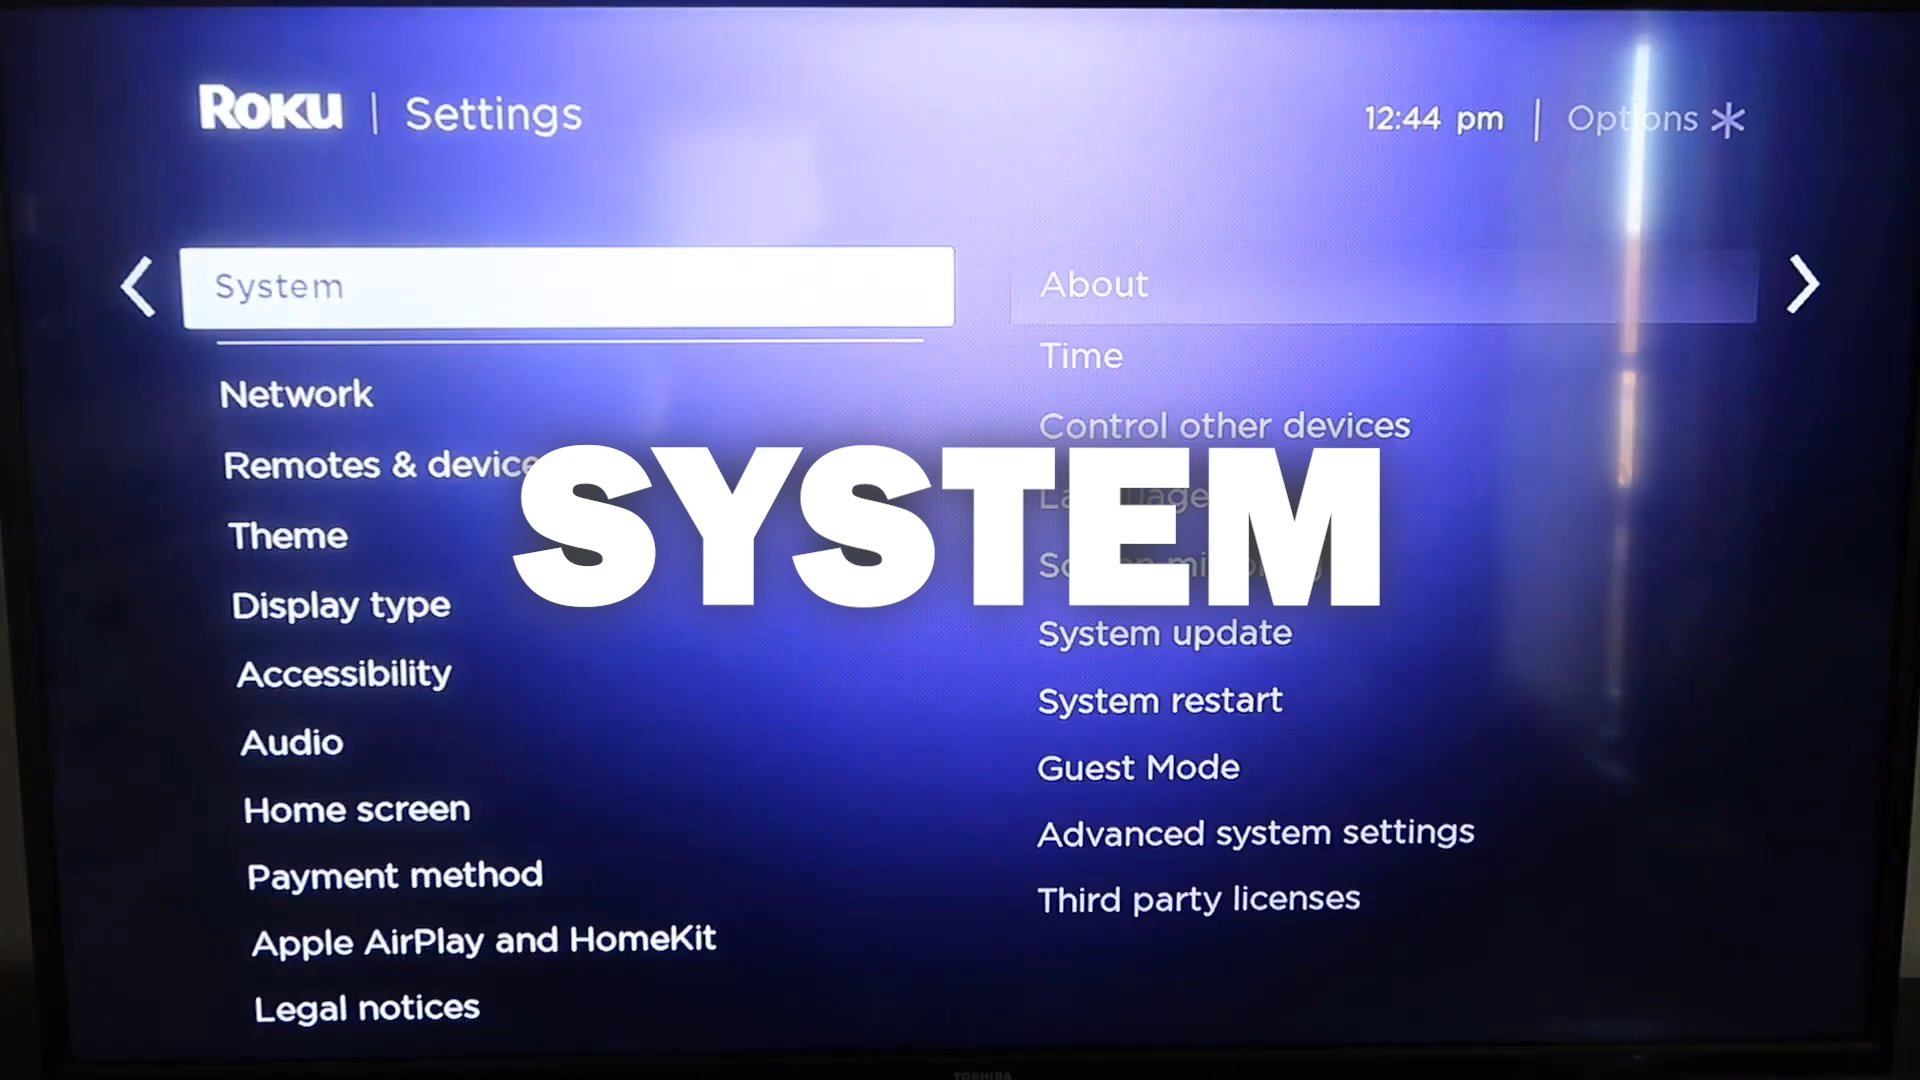 Roku | Settings
12:44 pm | Options
System
Network
Remotes &
Theme
Display type
Accessibility
Audio
Home screen
Payment method
Apple AirPlay and HomeKit
Legal notices
About
Time
Control other devices
System update
System restart
Guest Mode
Advanced system settings
Third party licenses
SYSTEM
TOSHIBA